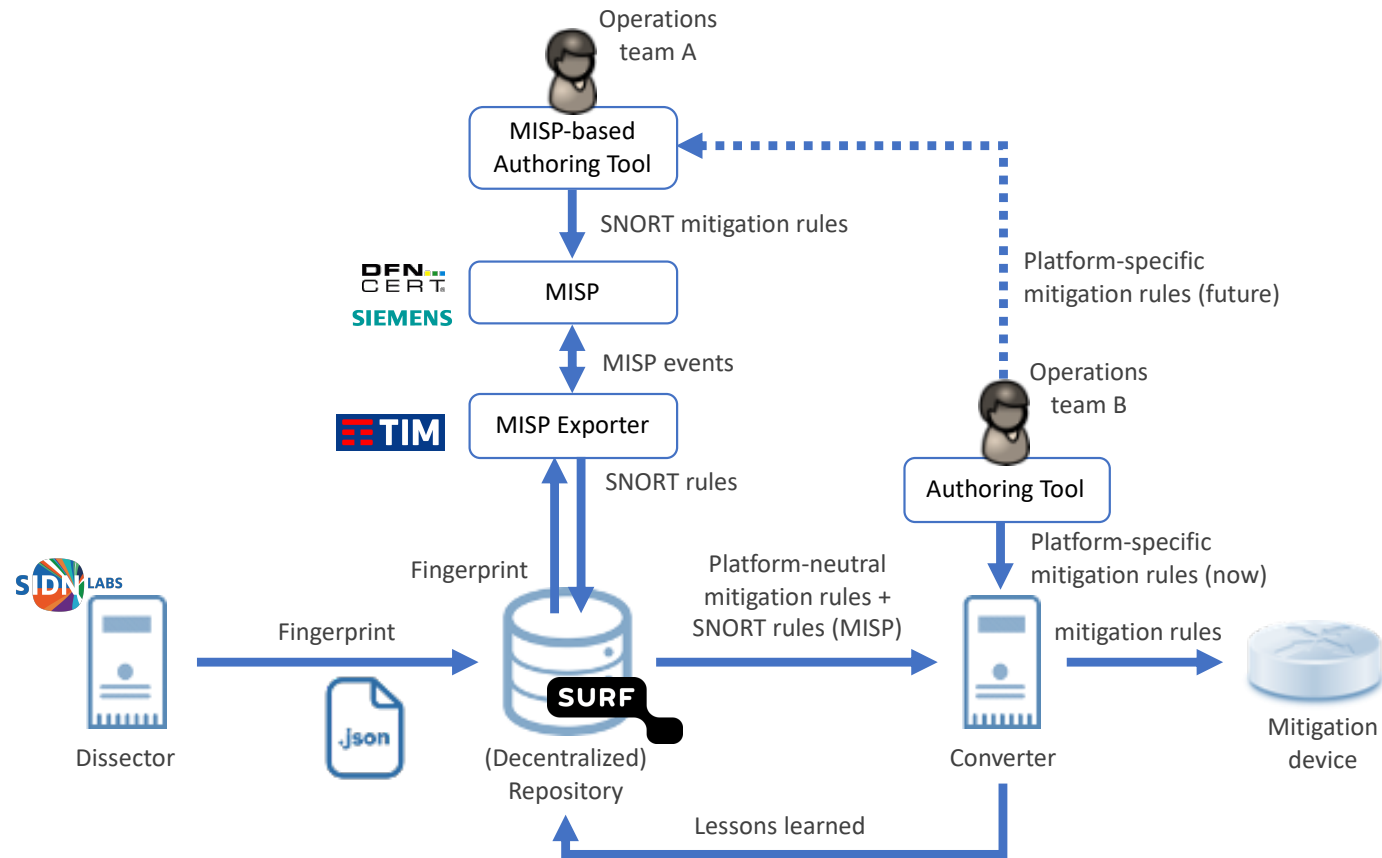 Operations
team A
MISP-based
Authoring Tool
SNORT mitigation rules
DFN
CERT
SIEMENS
MISP
Platform-specific
mitigation rules (future)
MISP events
Operations
team B
TIM
MISP Exporter
SNORT rules
Authoring Tool
SIDN LABS
Fingerprint
Platform-neutral
mitigation rules +
SNORT rules (MISP)
Platform-specific
mitigation rules (now)
Fingerprint
mitigation rules
SURF
.json
Dissector
(Decentralized)
Repository
Converter
Mitigation
device
Lessons learned